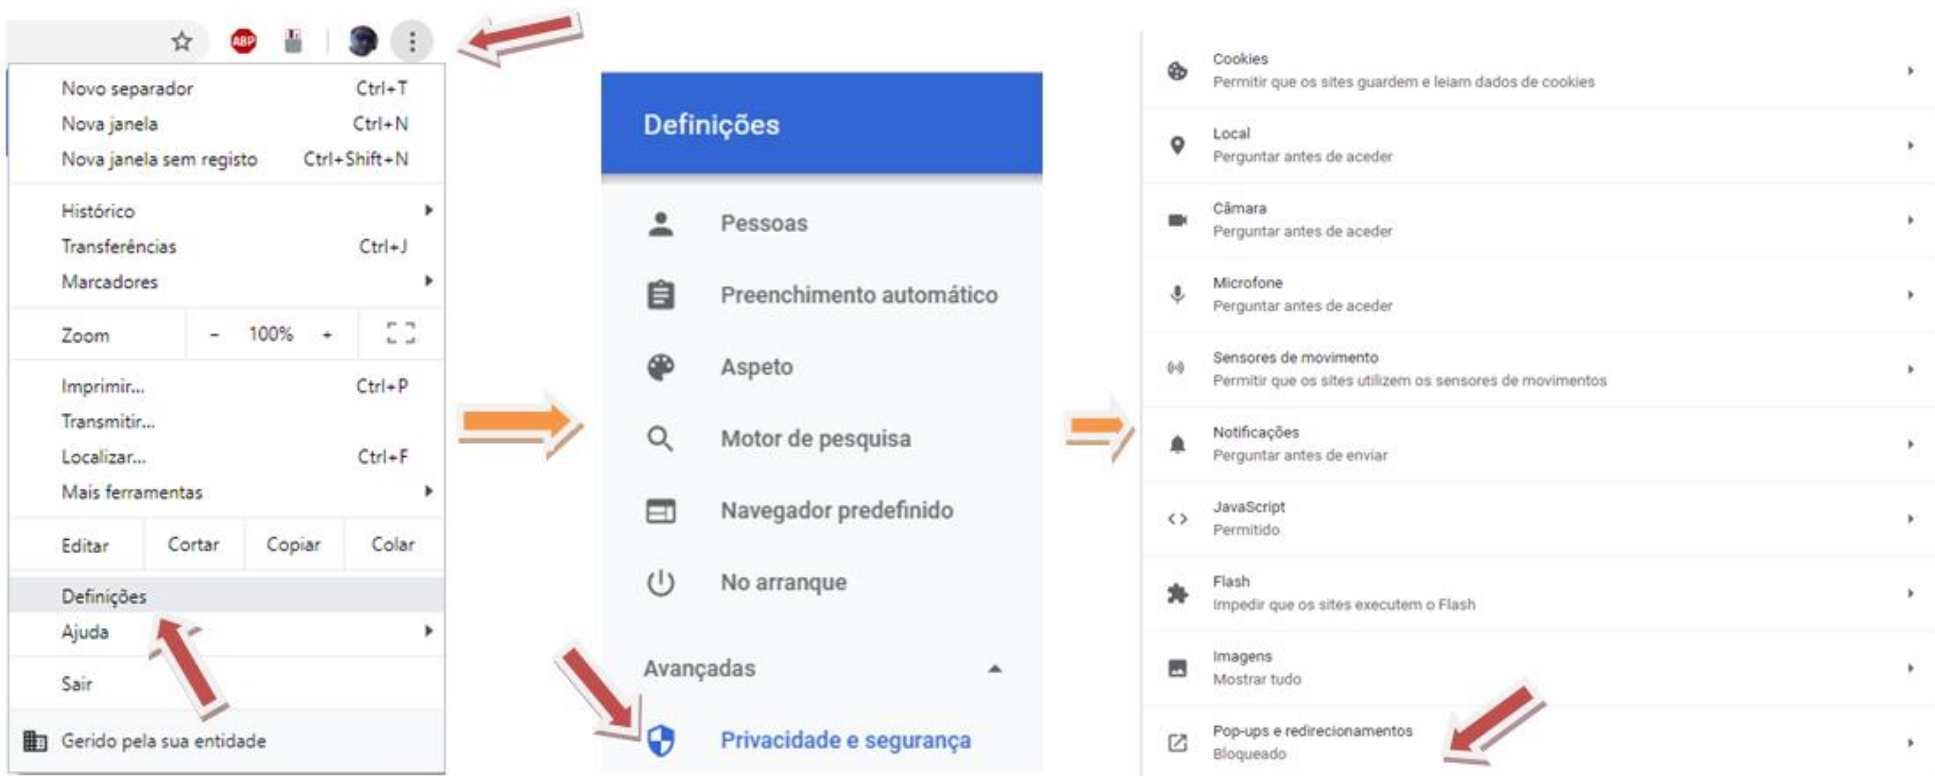 ABP
Novo separador Ctrl+T
Nova janela Ctrl+N
Nova janela sem registo Ctrl+Shift+N
Histórico
Transferências Ctrl+J
Marcadores
Zoom - 100% +
Imprimir... Ctrl+P
Transmitir...
Localizar... Ctrl+F
Mais ferramentas
Editar Cortar Copiar Colar
Definições
Ajuda
Sair
Gerido pela sua entidade
Definições
Pessoas
Preenchimento automático
Aspeto
Motor de pesquisa
Navegador predefinido
No arranque
Avançadas
Privacidade e segurança
Cookies
Permitir que os sites guardem e leiam dados de cookies
Local
Perguntar antes de aceder
Câmara
Perguntar antes de aceder
Microfone
Perguntar antes de aceder
Sensores de movimento
Permitir que os sites utilizem os sensores de movimentos
Notificações
Perguntar antes de enviar
JavaScript
Permitido
Flash
Impedir que os sites executem o Flash
Imagens
Mostrar tudo
Pop-ups e redirecionamentos
Bloqueado